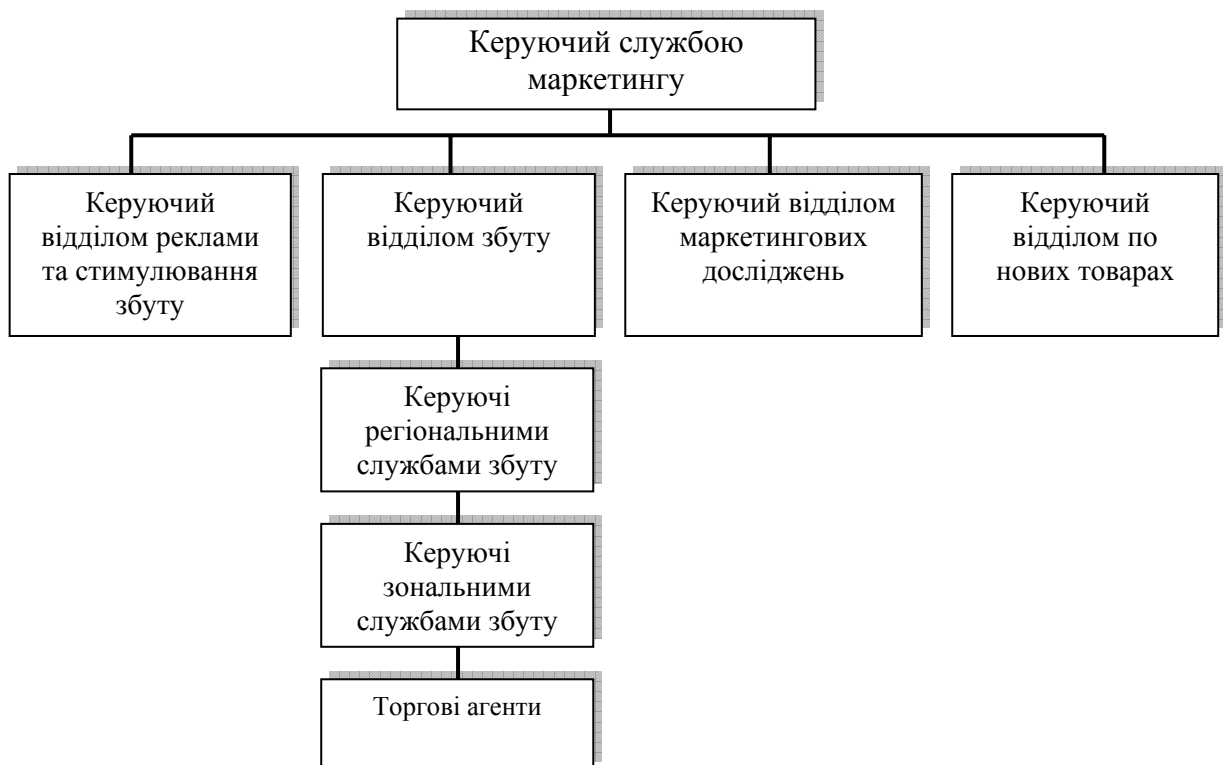 Керуючий службою
маркетингу
Керуючий
відділом реклами
та стимулювання
збуту
Керуючий
відділом збуту
Керуючий відділом
маркетингових
досліджень
Керуючий
відділом по
нових товарах
Керуючі
регіональними
службами збуту
Керуючі
зональними
службами збуту
Торгові агенти